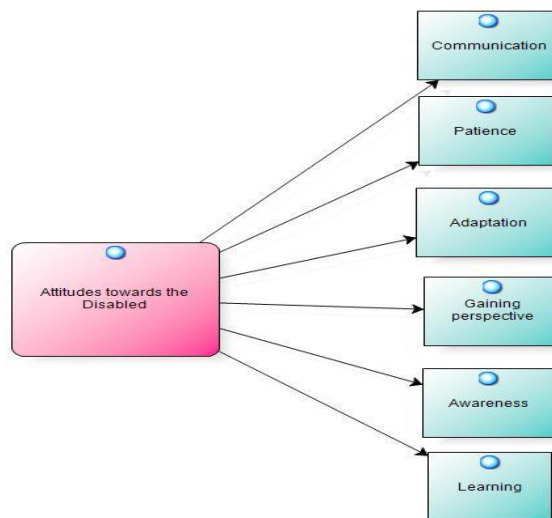 Communication
Patience
Adaptation
Attitudes towards the
Disabled
Gaining
perspective
Awareness
Learning